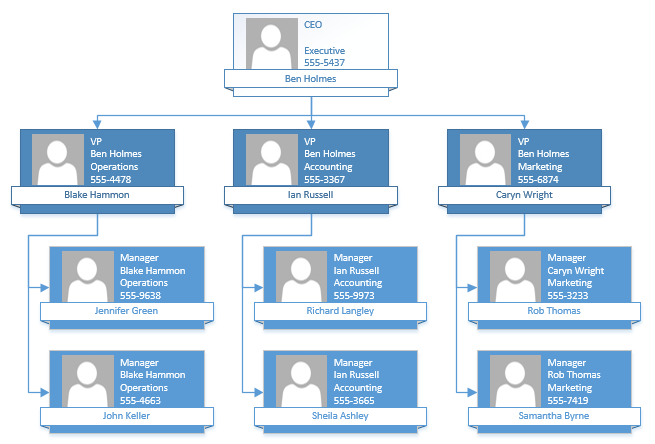 CEO
Executive
555-5437
Ben Holmes
VP
Ben Holmes
Operations
555-4478
Blake Hammon
VP
Ben Holmes
Accounting
555-3367
Ian Russell
VP
Ben Holmes
Marketing
555-6874
Caryn Wright
Manager
Blake Hammon
Operations
555-9638
Jennifer Green
Manager
Ian Russell
Accounting
555-9973
Richard Langley
Manager
Caryn Wright
Marketing
555-3233
Rob Thomas
Manager
Blake Hammon
Operations
555-4663
John Keller
Manager
Ian Russell
Accounting
555-3665
Sheila Ashley
Manager
Rob Thomas
Marketing
555-7419
Samantha Byrne